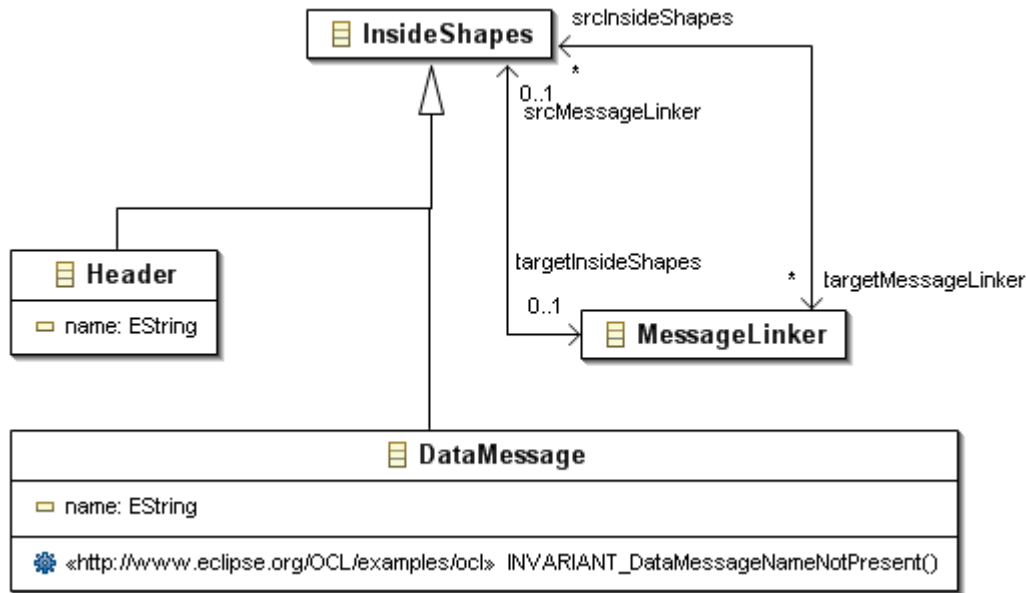 InsideShapes
srcInsideShapes
*
0..1
srcMessageLinker
Header
name: EString
targetInsideShapes
0..1
*
targetMessageLinker
MessageLinker
DataMessage
name: EString
«http://www.eclipse.org/OCL/examples/ocl» INVARIANT_DataMessageNameNotPresent()